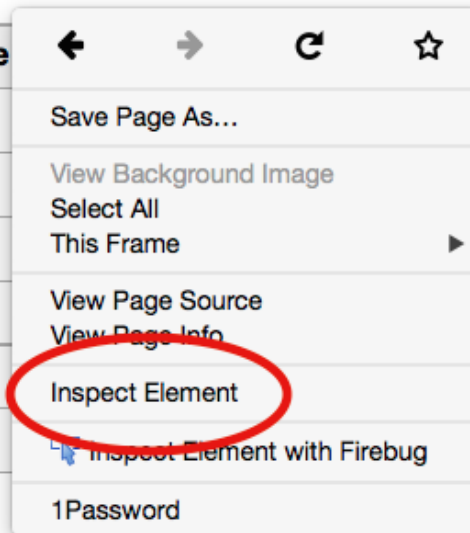 e
Save Page As...
View Background Image
Select All
This Frame
View Page Source
View Page Info
Inspect Element
Inspect Element with Firebug
1Password